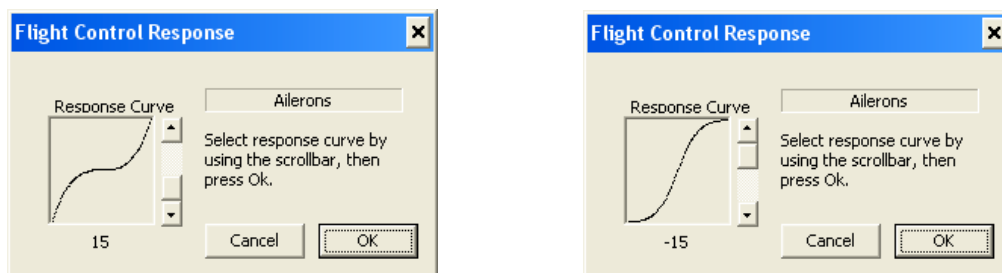 Flight Control Response
Response Curve
Ailerons
Select response curve by
using the scrollbar, then
press Ok.
15
Cancel
OK
Flight Control Response
Response Curve
Ailerons
Select response curve by
using the scrollbar, then
press Ok.
-15
Cancel
OK